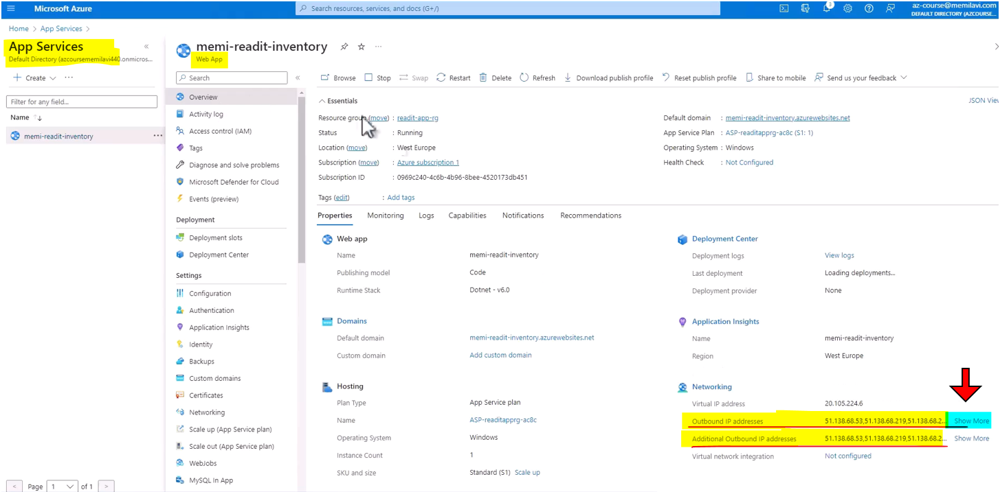 Microsoft Azure
Search resources, services, and docs (G+/)
3
az-course@memilavi.com
DEFAULT DIRECTORY (AZCOURSE...
Home > App Services >
App Services
Default Directory (azcoursememilavi440.onmicros...
+ Create
Filter for any field...
Name
memi-readit-inventory
Page 1 of 1
memi-readit-inventory
Web App
Search
Overview
Activity log
Access control (IAM)
Tags
Diagnose and solve problems
Microsoft Defender for Cloud
Events (preview)
Deployment
Deployment slots
Deployment Center
Settings
Configuration
Authentication
Application Insights
Identity
Backups
Custom domains
Certificates
Networking
Scale up (App Service plan)
Scale out (App Service plan)
WebJobs
MySQL In App
Browse Stop Swap Restart Delete Refresh Download publish profile Reset publish profile Share to mobile Send us your feedback
Essentials
JSON View
Resource group (move) : readit-app-rg
Status : Running
Location (move) : West Europe
Subscription (move) : Azure subscription 1
Subscription ID : 0969c240-4c6b-4b96-8bee-4520173db451
Default domain : memi-readit-inventory.azurewebsites.net
App Service Plan : ASP-readitapprg-ac8c (S1: 1)
Operating System : Windows
Health Check : Not Configured
Tags (edit) : Add tags
Properties Monitoring Logs Capabilities Notifications Recommendations
Web app
Name memi-readit-inventory
Publishing model Code
Runtime Stack Dotnet - v6.0
Domains
Default domain memi-readit-inventory.azurewebsites.net
Custom domain Add custom domain
Hosting
Plan Type App Service plan
Name ASP-readitapprg-ac8c
Operating System Windows
Instance Count 1
SKU and size Standard (S1) Scale up
Deployment Center
Deployment logs View logs
Last deployment Loading deployments...
Deployment provider None
Application Insights
Name memi-readit-inventory
Region West Europe
Networking
Virtual IP address 20.105.224.6
Outbound IP addresses 51.138.68.53,51.138.68.219,51.138.68.2... Show More
Additional Outbound IP addresses 51.138.68.53,51.138.68.219,51.138.68.2... Show More
Virtual network integration Not configured